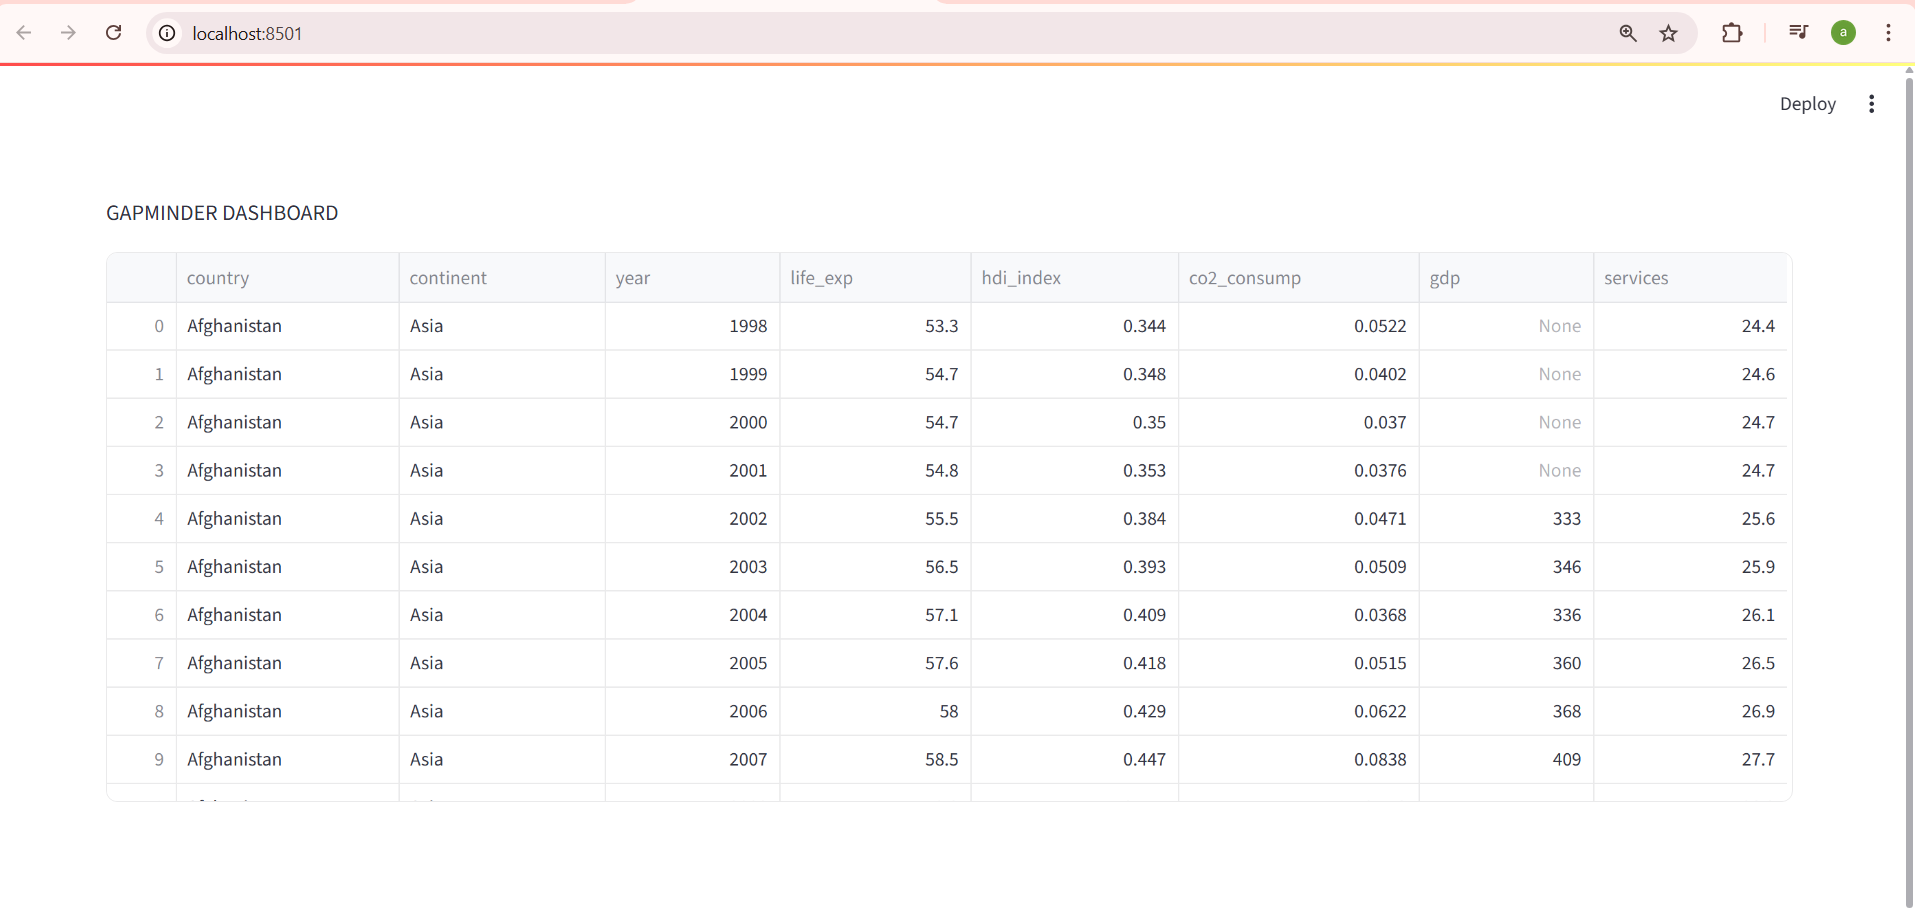 localhost:8501
a
Deploy
GAPMINDER DASHBOARD
country continent year life_exp hdi_index co2_consump gdp services
0 Afghanistan Asia 1998 53.3 0.344 0.0522 None 24.4
1 Afghanistan Asia 1999 54.7 0.348 0.0402 None 24.6
2 Afghanistan Asia 2000 54.7 0.35 0.037 None 24.7
3 Afghanistan Asia 2001 54.8 0.353 0.0376 None 24.7
4 Afghanistan Asia 2002 55.5 0.384 0.0471 333 25.6
5 Afghanistan Asia 2003 56.5 0.393 0.0509 346 25.9
6 Afghanistan Asia 2004 57.1 0.409 0.0368 336 26.1
7 Afghanistan Asia 2005 57.6 0.418 0.0515 360 26.5
8 Afghanistan Asia 2006 58 0.429 0.0622 368 26.9
9 Afghanistan Asia 2007 58.5 0.447 0.0838 409 27.7